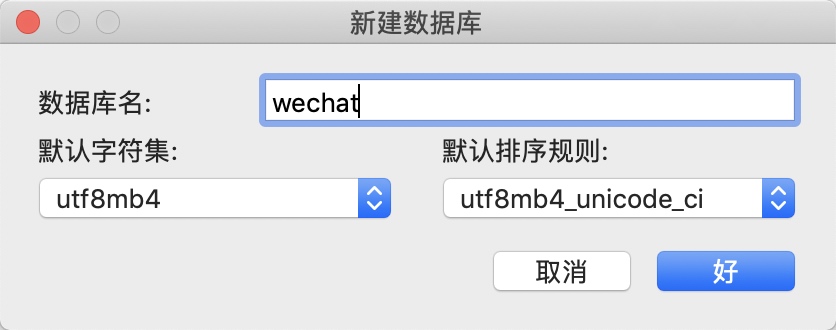 新建数据库
数据库名: wechat
默认字符集: 默认排序规则:
utf8mb4 utf8mb4_unicode_ci
取消 好